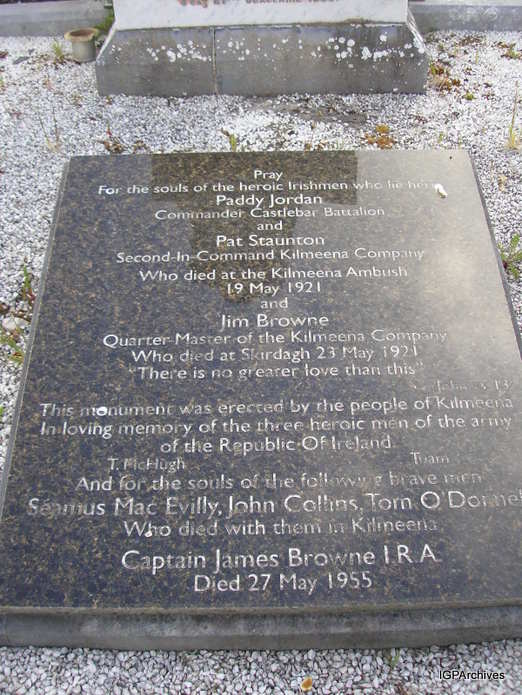 Pray
For the souls of the heroic Irishmen who lie here
Paddy Jordan
Commander Castlebar Battalion
and
Pat Staunton
Second-In-Command Kilmeena Company
Who died at the Kilmeena Ambush
19 May 1921
and
Jim Browne
Quarter-Master of the Kilmeena Company
Who died at Skirdagh 23 May 1921
"There is no greater love than this"
John 15 13
This monument was erected by the people of Kilmeena
In loving memory of the three heroic men of the army
of the Republic Of Ireland.
T. McHugh Tuam
And for the souls of the following brave men
Seamus Mac Evilly, John Collins, Tom O'Donnel
Who died with them in Kilmeena
Captain James Browne I.R.A
Died 27 May 1955
IGPArchives